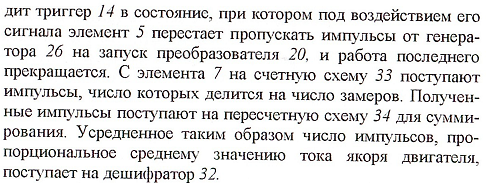 дит триггер 14 в состояние, при котором под воздействием его
сигнала элемент 5 перестает пропускать импульсы от генера-
тора 26 на запуск преобразователя 20, и работа последнего
прекращается. С элемента 7 на счетную схему 33 поступают
импульсы, число которых делится на число замеров. Получен-
ные импульсы поступают на пересчетную схему 34 для сумми-
рования. Усредненное таким образом число импульсов, про-
порциональное среднему значению тока якоря двигателя,
поступает на дешифратор 32.